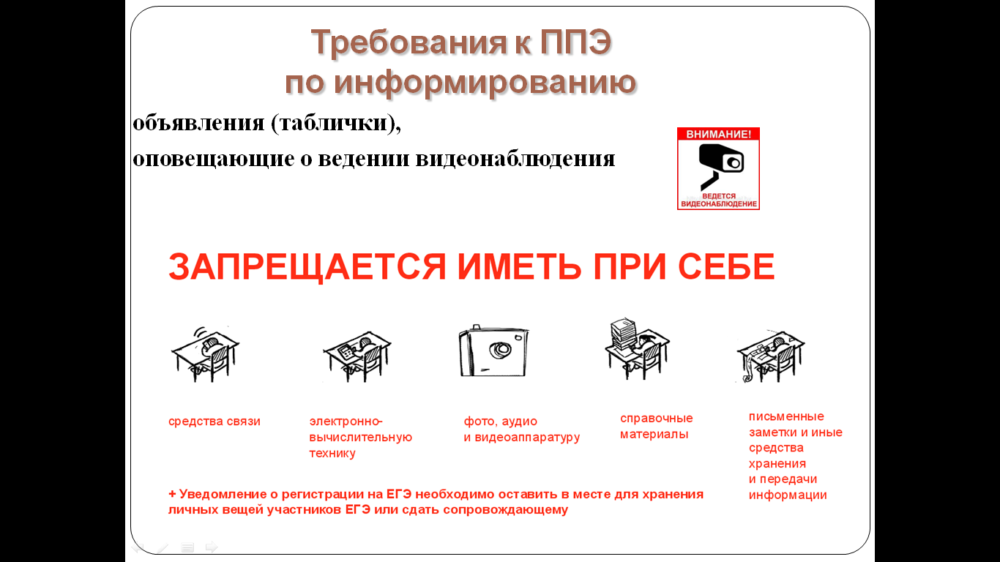 Требования к ППЭ
по информированию
объявления (таблички),
оповещающие о ведении видеонаблюдения
ВНИМАНИЕ!
ВЕДЕТСЯ
ВИДЕОНАБЛЮДЕНИЕ
ЗАПРЕЩАЕТСЯ ИМЕТЬ ПРИ СЕБЕ
средства связи
электронно-
вычислительную
технику
фото, аудио
и видеоаппаратуру
справочные
материалы
письменные
заметки и иные
средства
хранения
и передачи
информации
+ Уведомление о регистрации на ЕГЭ необходимо оставить в месте для хранения
личных вещей участников ЕГЭ или сдать сопровождающему